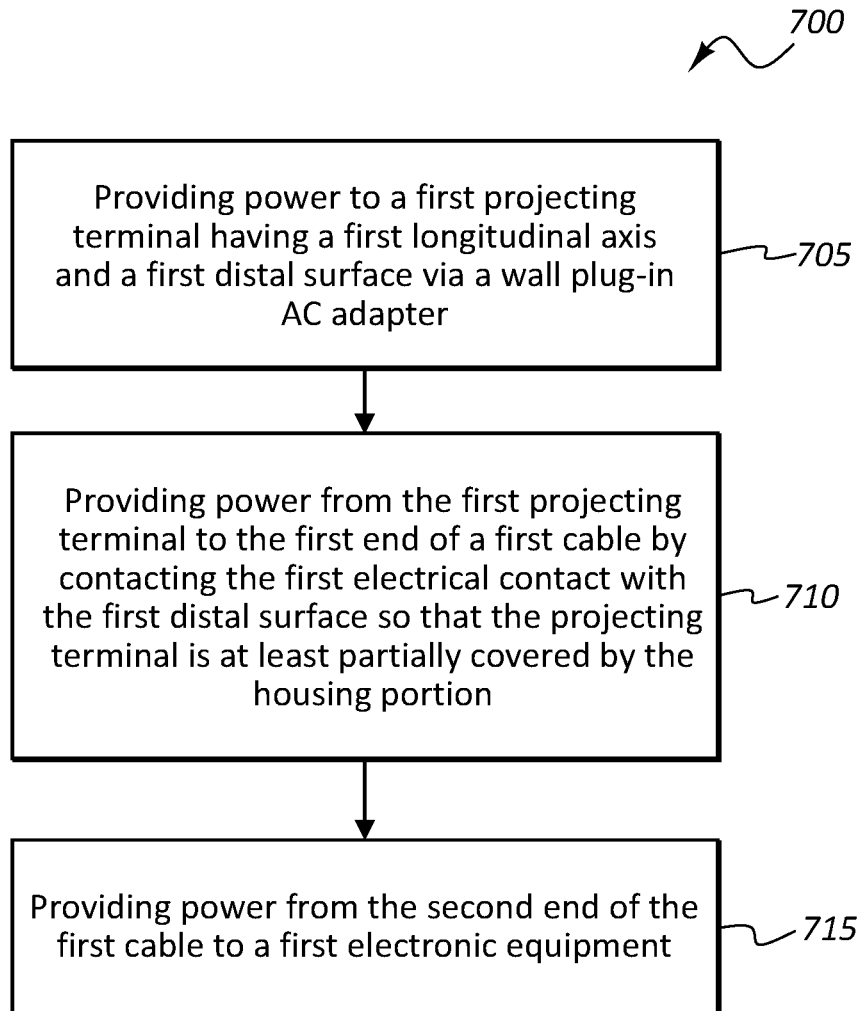 700
Providing power to a first projecting
terminal having a first longitudinal axis
and a first distal surface via a wall plug-in
AC adapter
705
Providing power from the first projecting
terminal to the first end of a first cable by
contacting the first electrical contact with
the first distal surface so that the projecting
terminal is at least partially covered by the
housing portion
710
Providing power from the second end of the
first cable to a first electronic equipment
715